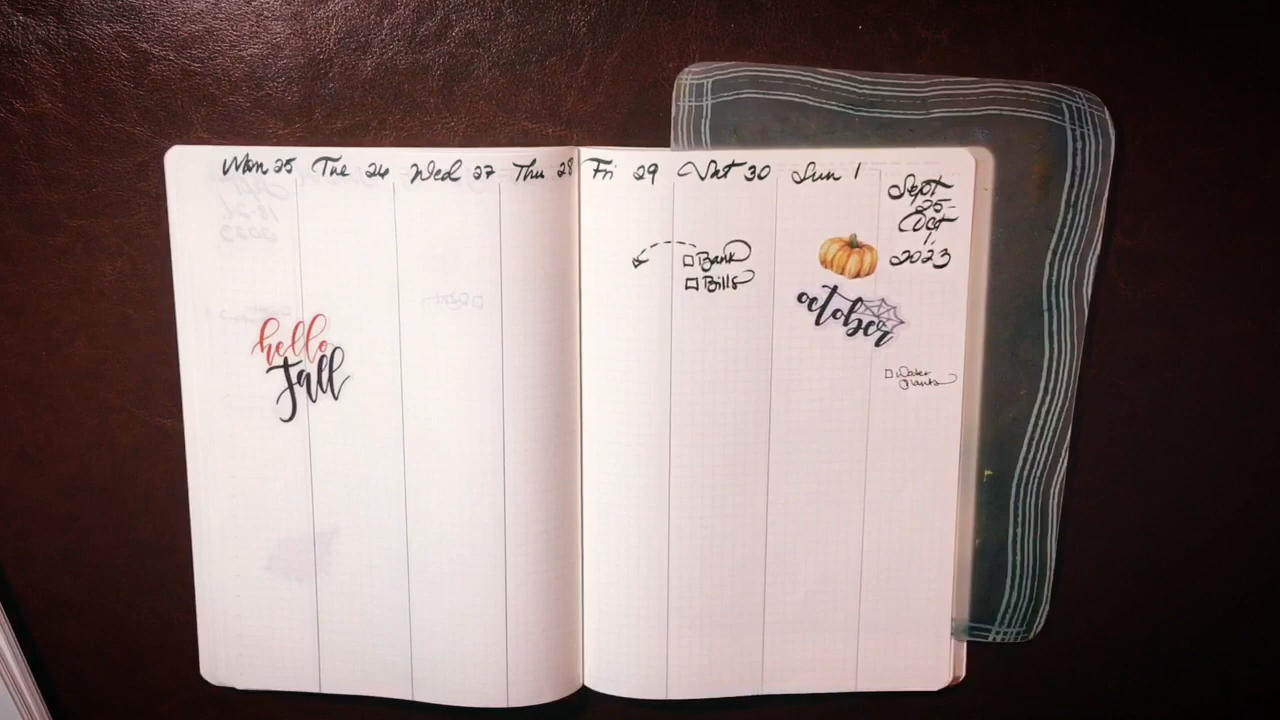 Mon 25 Tue 26 Wed 27 Thu 28 Fri 29 Sat 30 Sun 1
Sept
25-
Oct
1,
2023
Bank
Bills
october
hello
Fall
Water
Plants